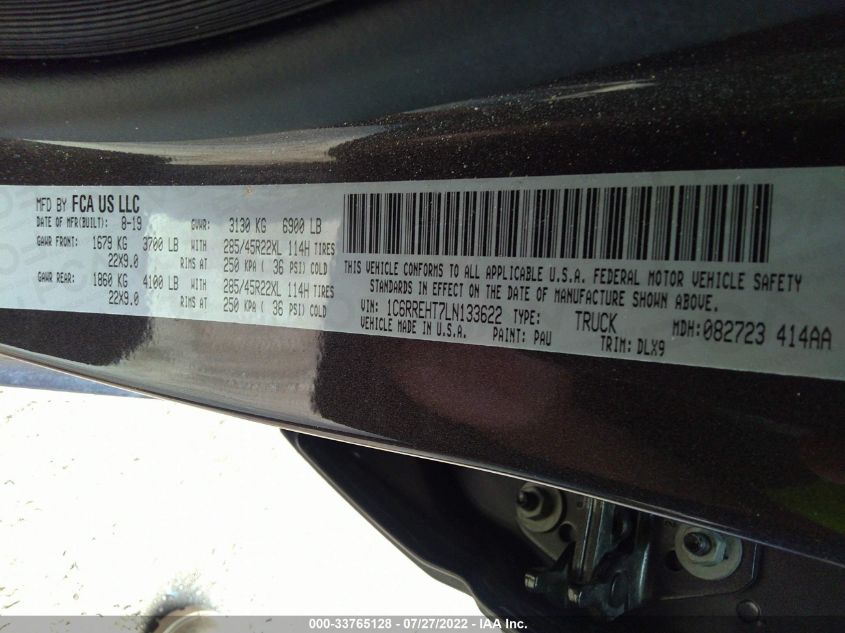 MFD BY FCA US LLC
DATE OF MFR(BUILT): 8-19 GVWR: 3130 KG 6900 LB
GAWR FRONT: 1679 KG 3700 LB WITH 285/45R22XL 114H TIRES
22X9.0 RIMS AT 250 KPA ( 36 PSI) COLD
GAWR REAR: 1860 KG 4100 LB WITH 285/45R22XL 114H TIRES
22X9.0 RIMS AT 250 KPA ( 36 PSI) COLD
THIS VEHICLE CONFORMS TO ALL APPLICABLE U.S.A. FEDERAL MOTOR VEHICLE SAFETY
STANDARDS IN EFFECT ON THE DATE OF MANUFACTURE SHOWN ABOVE.
VIN: 1C6RREHT7LN133622 TYPE: TRUCK MDH: 082723 414AA
VEHICLE MADE IN U.S.A. PAINT: PAU TRIM: DLX9
000-33765128 / 07/27/2022 - IAA Inc.